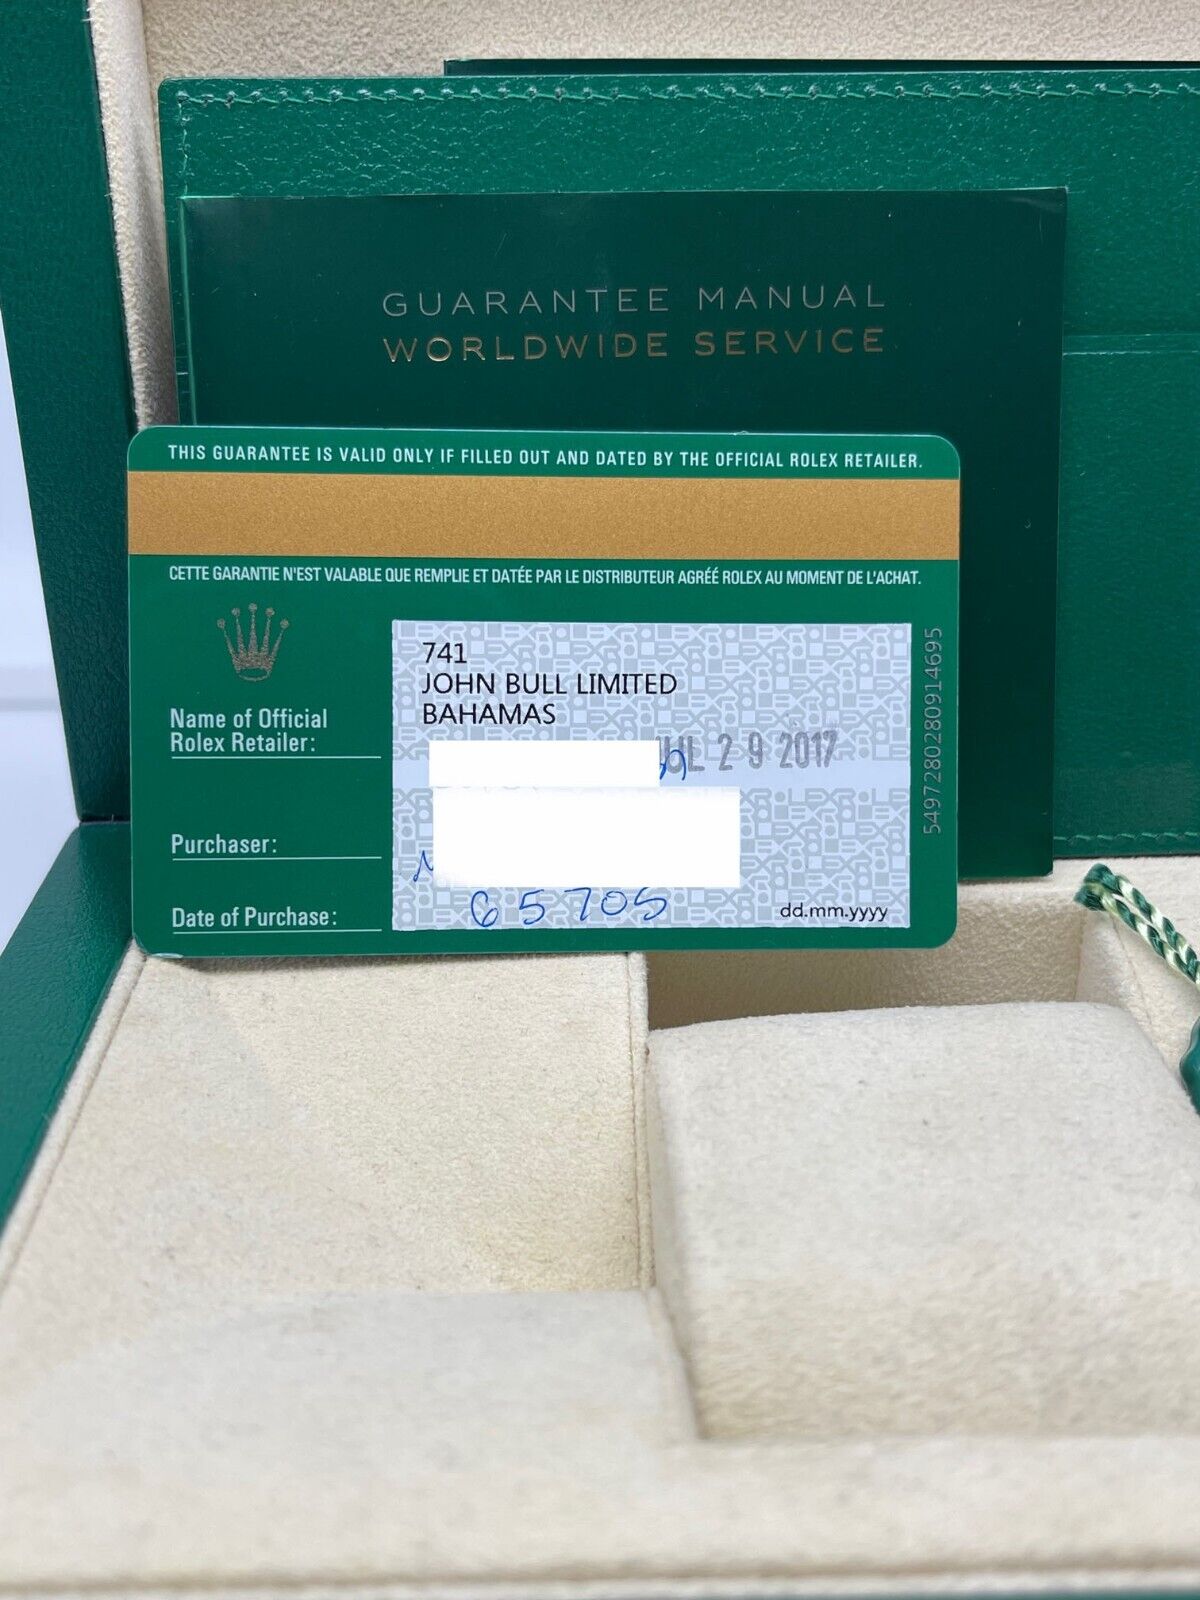 GUARANTEE MANUAL
WORLDWIDE SERVICE
THIS GUARANTEE IS VALID ONLY IF FILLED OUT AND DATED BY THE OFFICIAL ROLEX RETAILER.
CETTE GARANTIE N'EST VALABLE QUE REMPLIE ET DATÉE PAR LE DISTRIBUTEUR AGRÉÉ ROLEX AU MOMENT DE L'ACHAT.
741
JOHN BULL LIMITED
BAHAMAS
Name of Official
Rolex Retailer:
JUL 29 2017
Purchaser:
65705
Date of Purchase:
dd.mm.yyyy
5497280280914695